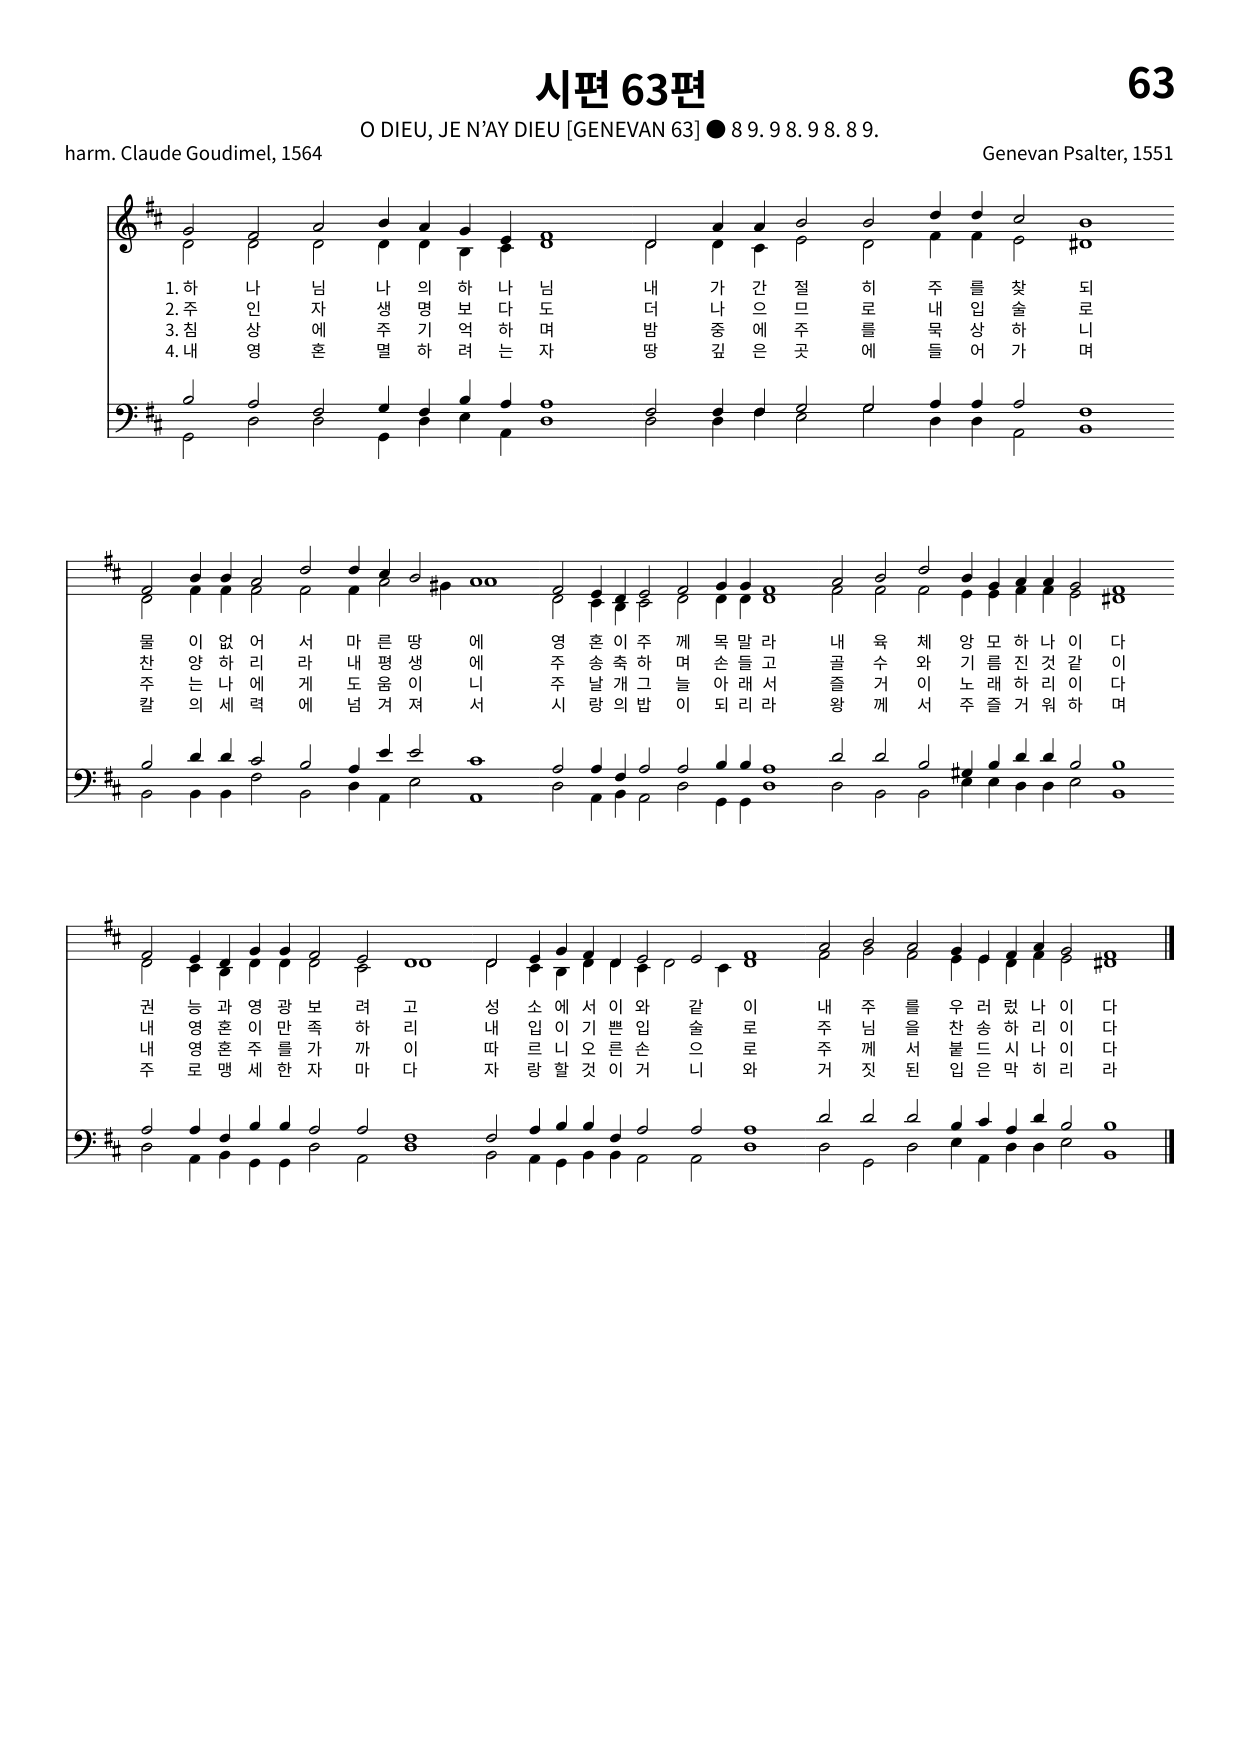 시편 63편
63
O DIEU, JE N’AY DIEU [GENEVAN 63] ● 8 9. 9 8. 9 8. 8 9.
harm. Claude Goudimel, 1564
Genevan Psalter, 1551
1. 하 나 님 나 의 하 나 님 내 가 간 절 히 주 를 찾 되
2. 주 인 자 생 명 보 다 도 더 나 으 므 로 내 입 술 로
3. 침 상 에 주 기 억 하 며 밤 중 에 주 를 묵 상 하 니
4. 내 영 혼 멸 하 려 는 자 땅 깊 은 곳 에 들 어 가 며
물 이 없 어 서 마 른 땅 에 영 혼 이 주 께 목 말 라 내 육 체 앙 모 하 나 이 다
찬 양 하 리 라 내 평 생 에 주 송 축 하 며 손 들 고 골 수 와 기 름 진 것 같 이
주 는 나 에 게 도 움 이 니 주 날 개 그 늘 아 래 서 즐 거 이 노 래 하 리 이 다
칼 의 세 력 에 넘 겨 져 서 시 랑 의 밥 이 되 리 라 왕 께 서 주 즐 거 워 하 며
권 능 과 영 광 보 려 고 성 소 에 서 이 와 같 이 내 주 를 우 러 렀 나 이 다
내 영 혼 이 만 족 하 리 내 입 이 기 쁜 입 술 로 주 님 을 찬 송 하 리 이 다
내 영 혼 주 를 가 까 이 따 르 니 오 른 손 으 로 주 께 서 붙 드 시 나 이 다
주 로 맹 세 한 자 마 다 자 랑 할 것 이 거 니 와 거 짓 된 입 은 막 히 리 라